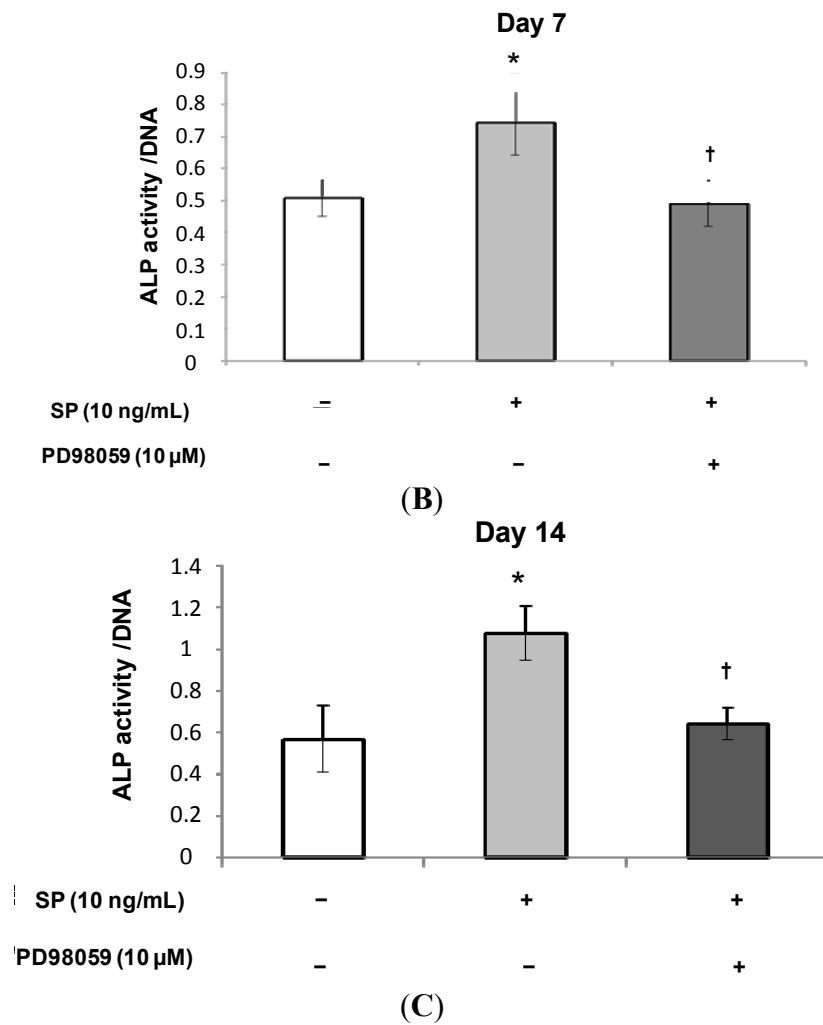 Day 7
*
†
0.9
0.8
0.7
0.6
0.5
0.4
0.3
0.2
0.1
0
ALP activity /DNA
SP (10 ng/mL) – + +
PD98059 (10 µM) – – +
(B)
Day 14
*
†
1.4
1.2
1
0.8
0.6
0.4
0.2
0
ALP activity /DNA
SP (10 ng/mL) – + +
PD98059 (10 µM) – – +
(C)